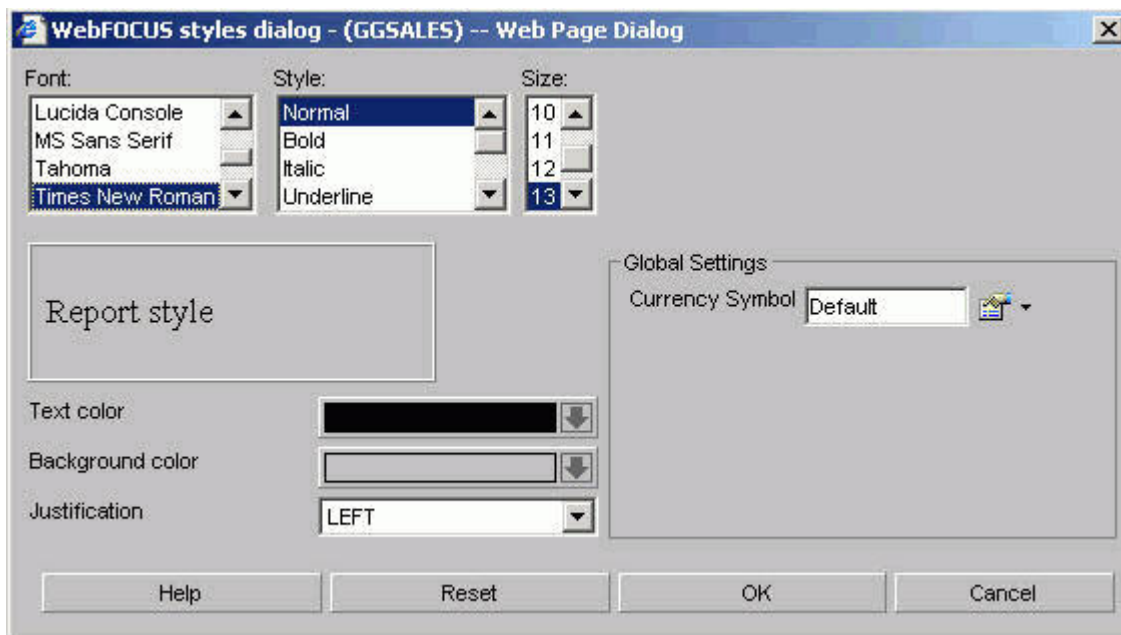 WebFOCUS styles dialog - (GGSALES) -- Web Page Dialog
Font: Style: Size:
Lucida Console Normal 10
MS Sans Serif Bold 11
Tahoma Italic 12
Times New Roman Underline 13
Report style
Global Settings
Currency Symbol Default
Text color
Background color
Justification LEFT
Help Reset OK Cancel